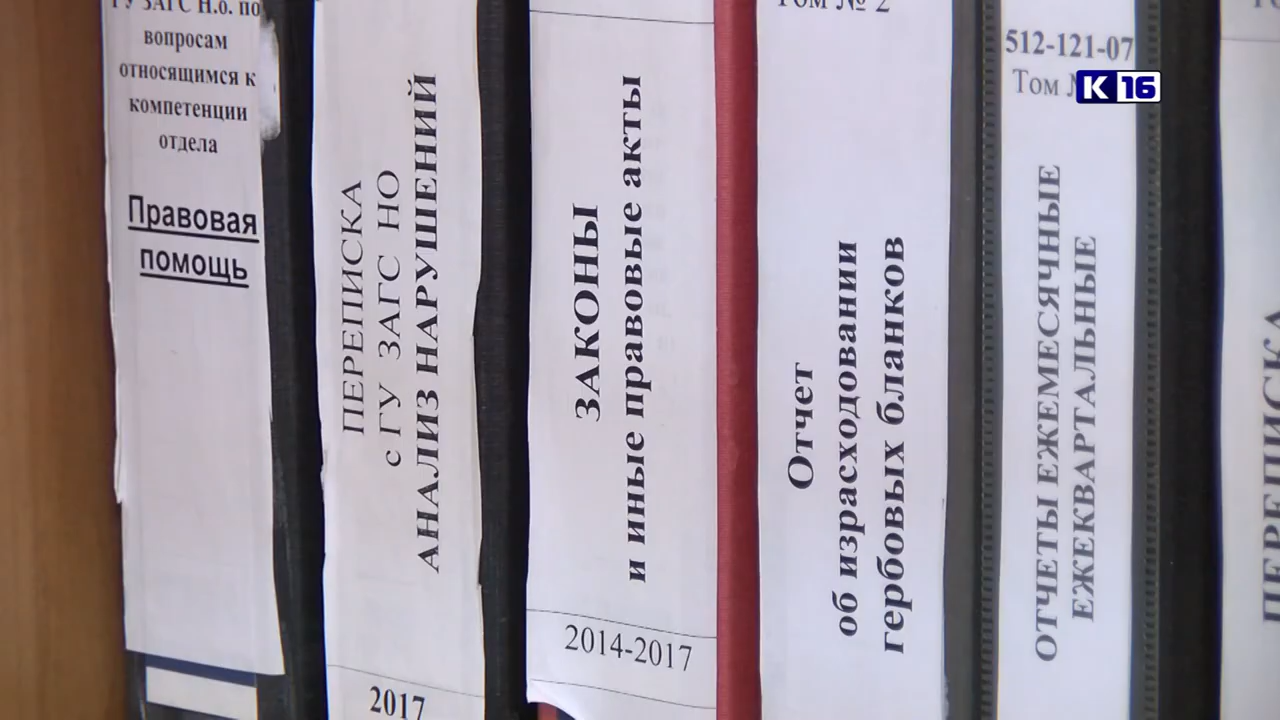 ГУ ЗАГС Н.о. по
вопросам
относящимся к
компетенции
отдела
Правовая
помощь
ПЕРЕПИСКА
с ГУ ЗАГС НО
АНАЛИЗ НАРУШЕНИЙ
2017
ЗАКОНЫ
и иные правовые акты
2014-2017
Том № 2
Отчет
об израсходовании
гербовых бланков
512-121-07
Том
ОТЧЕТЫ ЕЖЕМЕСЯЧНЫЕ
ЕЖЕКВАРТАЛЬНЫЕ
ПЕРЕПИСКА
К 16